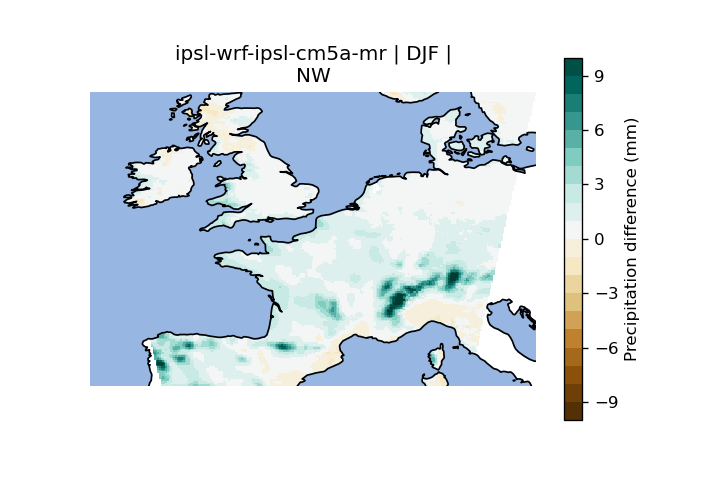 ipsl-wrf-ipsl-cm5a-mr | DJF |
NW
9
6
3
0
−3
−6
−9
Precipitation difference (mm)